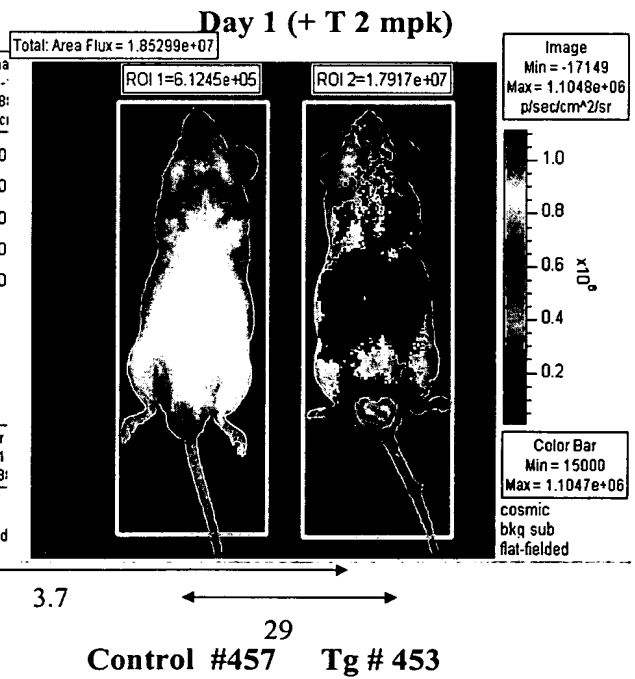 Day 1 (+ T 2 mpk)
Total: Area Flux = 1.85299e+07
ROI 1=6.1245e+05
ROI 2=1.7917e+07
Image
Min = -17149
Max = 1.1048e+06
p/sec/cm^2/sr
1.0
0.8
0.6
0.4
0.2
Color Bar
Min = 15000
Max = 1.1047e+06
cosmic
bkg sub
flat-fielded
3.7
29
Control #457 Tg # 453